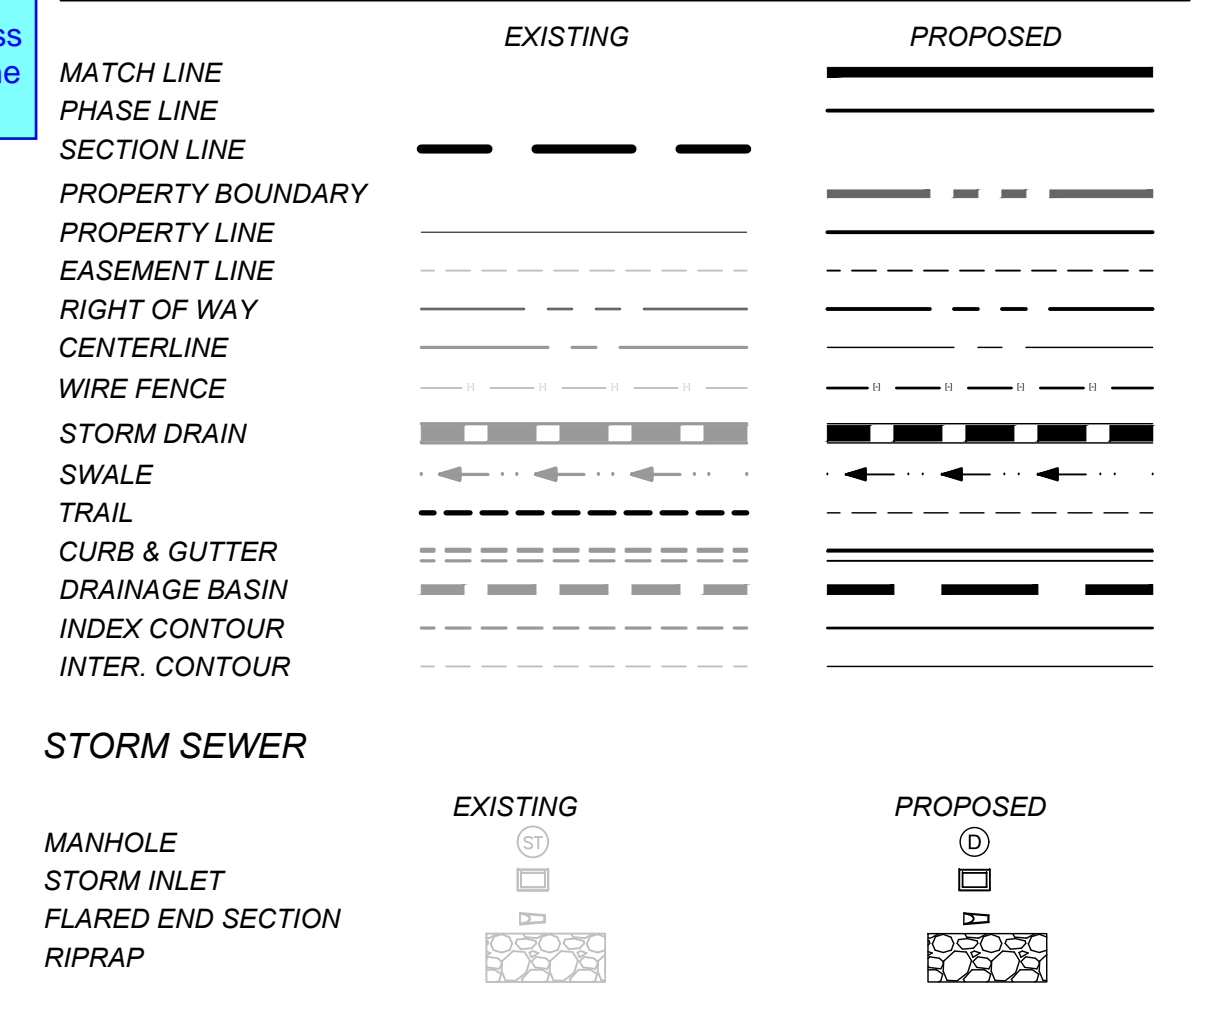 EXISTING PROPOSED
MATCH LINE
PHASE LINE
SECTION LINE
PROPERTY BOUNDARY
PROPERTY LINE
EASEMENT LINE
RIGHT OF WAY
CENTERLINE
WIRE FENCE
STORM DRAIN
SWALE
TRAIL
CURB & GUTTER
DRAINAGE BASIN
INDEX CONTOUR
INTER. CONTOUR
STORM SEWER
EXISTING PROPOSED
MANHOLE ST D
STORM INLET
FLARED END SECTION
RIPRAP